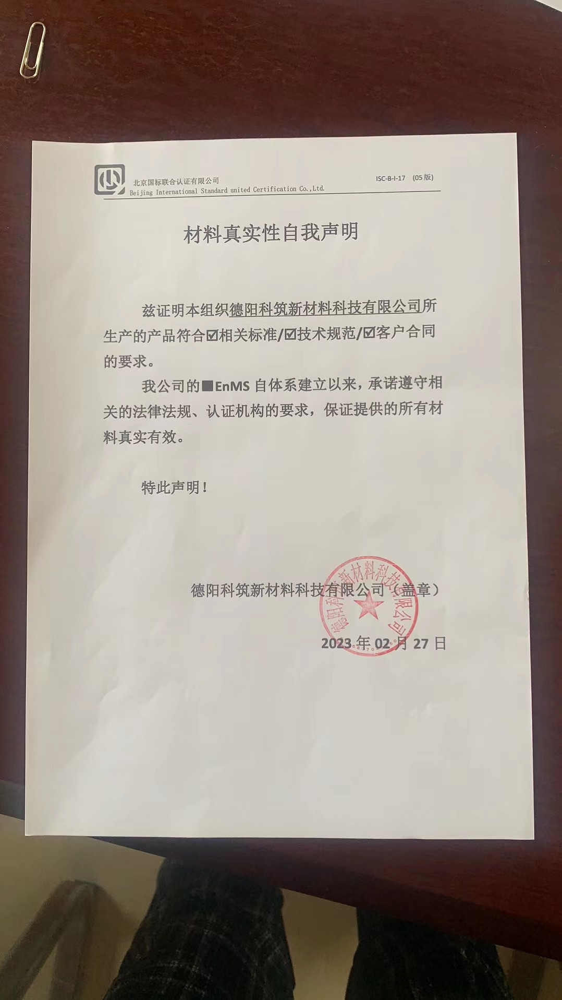 北京国标联合认证有限公司
Beijing International Standard united Certification Co.,Ltd.
ISC-B-I-17 (05版)
材料真实性自我声明
兹证明本组织德阳科筑新材料科技有限公司所
生产的产品符合☑相关标准/☑技术规范/☑客户合同
的要求。
我公司的■EnMS 自体系建立以来，承诺遵守相
关的法律法规、认证机构的要求，保证提供的所有材
料真实有效。
特此声明！
德阳科筑新材料科技有限公司（盖章）
德阳科筑新材料科技有限公司
2023 年 02 月 27 日